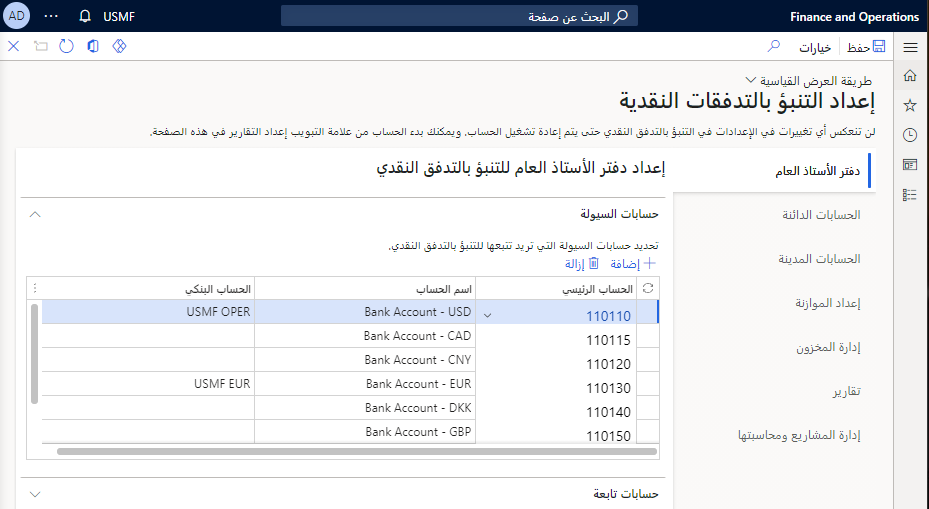 Finance and Operations
البحث عن صفحة
USMF
AD
حفظ
خيارات
طريقة العرض القياسية
إعداد التنبؤ بالتدفقات النقدية
لن تنعكس أي تغييرات في الإعدادات في التنبؤ بالتدفق النقدي حتى يتم إعادة تشغيل الحساب. ويمكنك بدء الحساب من علامة التبويب إعداد التقارير في هذه الصفحة.
دفتر الأستاذ العام
الحسابات الدائنة
الحسابات المدينة
إعداد الموازنة
إدارة المخزون
تقارير
إدارة المشاريع ومحاسبتها
إعداد دفتر الأستاذ العام للتنبؤ بالتدفق النقدي
حسابات السيولة
تحديد حسابات السيولة التي تريد تتبعها للتنبؤ بالتدفق النقدي.
إضافة إزالة
الحساب الرئيسي اسم الحساب الحساب البنكي
110110 Bank Account - USD USMF OPER
110115 Bank Account - CAD
110120 Bank Account - CNY
110130 Bank Account - EUR USMF EUR
110140 Bank Account - DKK
110150 Bank Account - GBP
حسابات تابعة